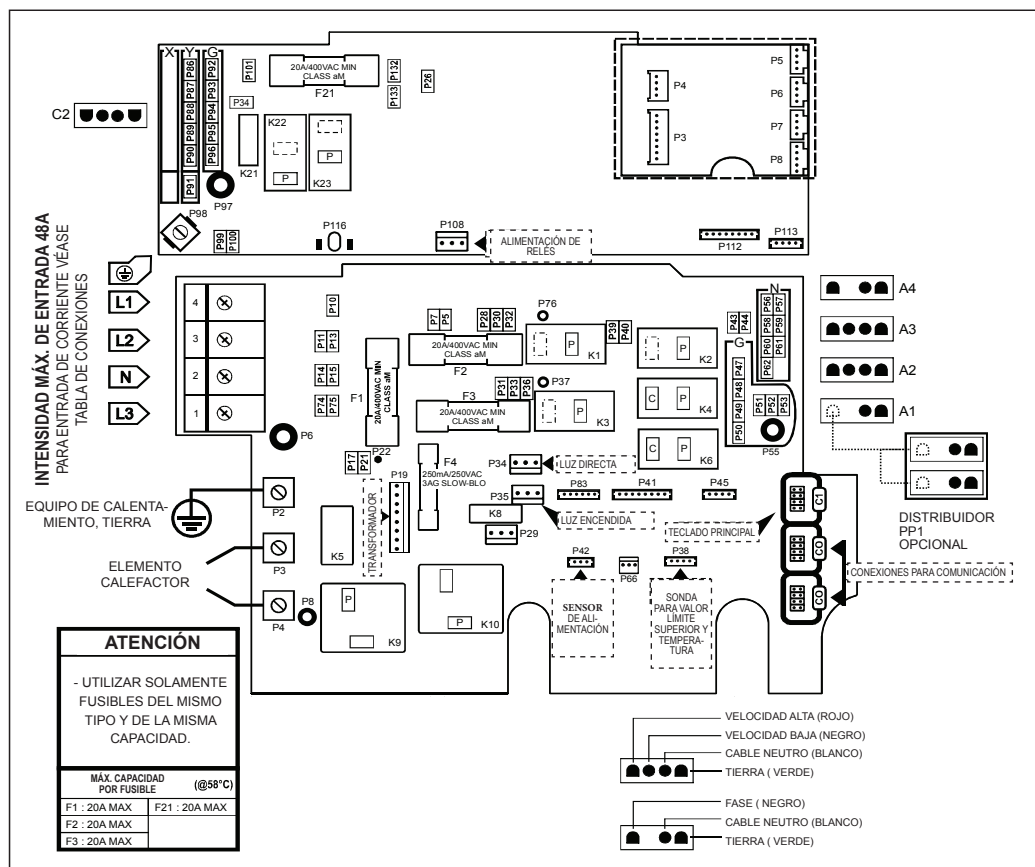 X
Y
G
P86
P87
P88
P89
P90
P91
P92
P93
P94
P95
P96
P97
P98
P99
P100
P101
P34
20A/400VAC MIN
CLASS aM
F21
P132
P133
P26
K21
K22
P
K23
P
P116
P108
ALIMENTACIÓN DE
RELÉS
P4
P3
P5
P6
P7
P8
P112
P113
C2
INTENSIDAD MÁX. DE ENTRADA 48A
PARA ENTRADA DE CORRIENTE VÉASE
TABLA DE CONEXIONES
L1
L2
N
L3
4
3
2
1
P10
P11
P13
P14
P15
P74
P75
P6
P17
P21
P22
F1
20A/400VAC MIN
CLASS aM
P7
P5
P28
P30
P32
20A/400VAC MIN
CLASS aM
F2
P31
P33
P36
F3
20A/400VAC MIN
CLASS aM
P76
K1
P
P37
K3
P
P39
P40
K2
P
C
P
K4
C
P
K6
P43
P44
G
P47
P48
P49
P50
P51
P52
P53
P55
N
P56
P57
P58
P59
P60
P61
P62
F4
250mA/250VAC
3AG SLOW-BLO
P19
TRANSFORMADOR
P34
LUZ DIRECTA
P35
K8
P29
LUZ ENCENDIDA
P83
P41
P45
TECLADO PRINCIPAL
C1
CO
CO
CONEXIONES PARA COMUNICACIÓN
P42
SENSOR
DE ALI-
MENTACIÓN
P66
P38
SONDA
PARA VALOR
LÍMITE
SUPERIOR Y
TEMPERA-
TURA
A4
A3
A2
A1
DISTRIBUIDOR
PP1
OPCIONAL
EQUIPO DE CALENTA-
MIENTO, TIERRA
P2
P3
ELEMENTO
CALEFACTOR
P4
P8
K5
P
K9
P
K10
ATENCIÓN
- UTILIZAR SOLAMENTE
FUSIBLES DEL MISMO
TIPO Y DE LA MISMA
CAPACIDAD.
MÁX. CAPACIDAD
POR FUSIBLE (@58°C)
F1 : 20A MAX F21 : 20A MAX
F2 : 20A MAX
F3 : 20A MAX
VELOCIDAD ALTA (ROJO)
VELOCIDAD BAJA (NEGRO)
CABLE NEUTRO (BLANCO)
TIERRA ( VERDE)
FASE ( NEGRO)
CABLE NEUTRO (BLANCO)
TIERRA ( VERDE)